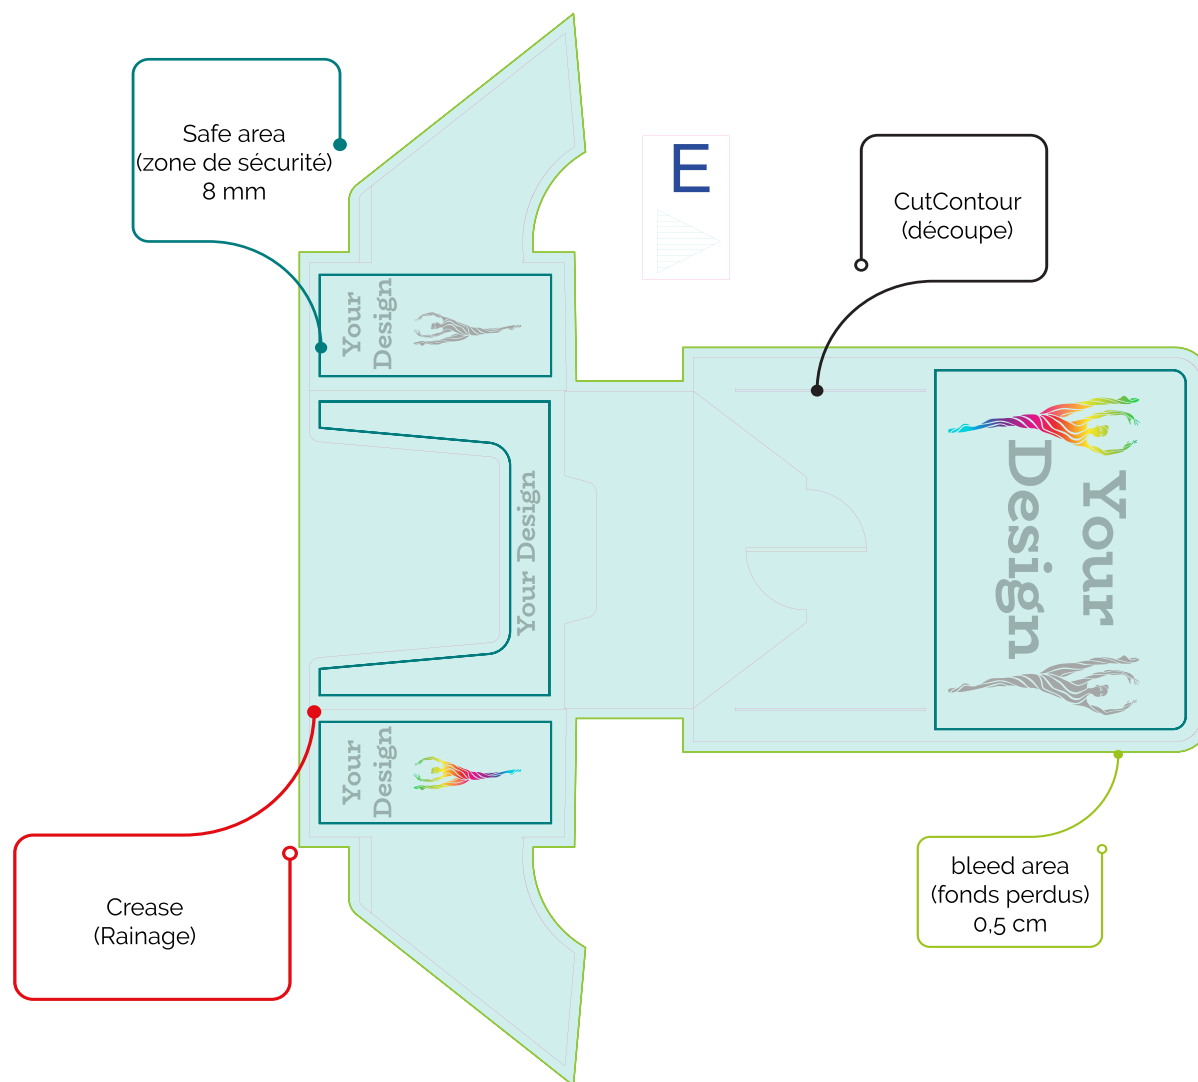 Safe area
(zone de sécurité)
8 mm
E
CutContour
(découpe)
Your
Design
Your Design
Your
Design
Your
Design
Crease
(Rainage)
bleed area
(fonds perdus)
0,5 cm